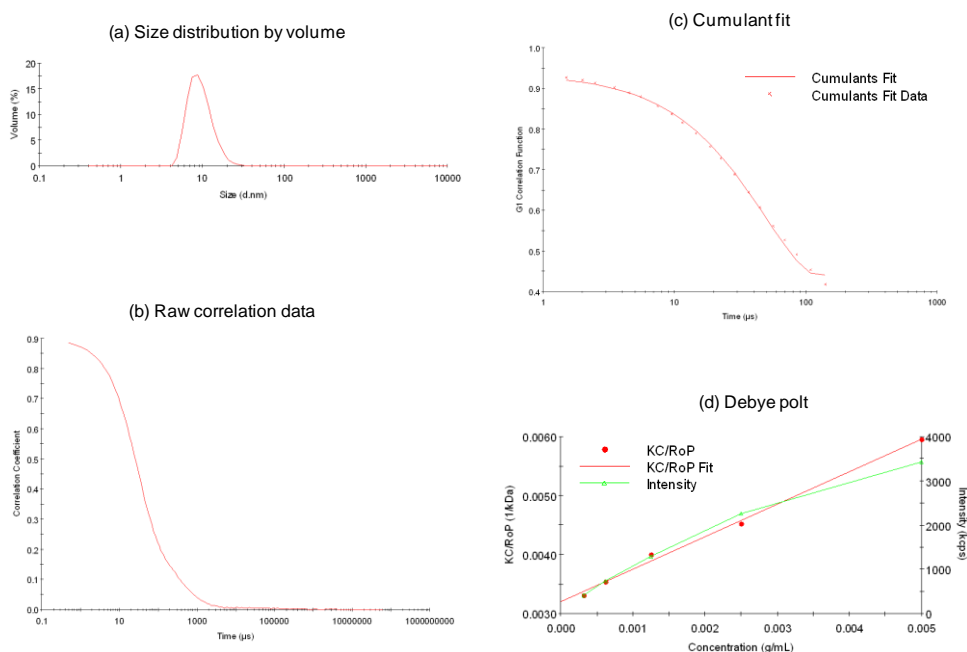 (a) Size distribution by volume
Volume (%)
20
15
10
5
0
0.1 1 10 100 1000 10000
Size (d.nm)
(c) Cumulant fit
G1 Correlation Function
1.0
0.9
0.8
0.7
0.6
0.5
0.4
1 10 100 1000
Time (µs)
Cumulants Fit
Cumulants Fit Data
(b) Raw correlation data
Correlation Coefficient
0.9
0.8
0.7
0.6
0.5
0.4
0.3
0.2
0.1
0.0
0.1 10 1000 100000 10000000 1000000000
Time (µs)
(d) Debye polt
KC/RoP (1/kDa)
0.0060
0.0050
0.0040
0.0030
KC/RoP
KC/RoP Fit
Intensity
4000
3000
2000
1000
0
Intensity (kcps)
0.000 0.001 0.002 0.003 0.004 0.005
Concentration (g/mL)